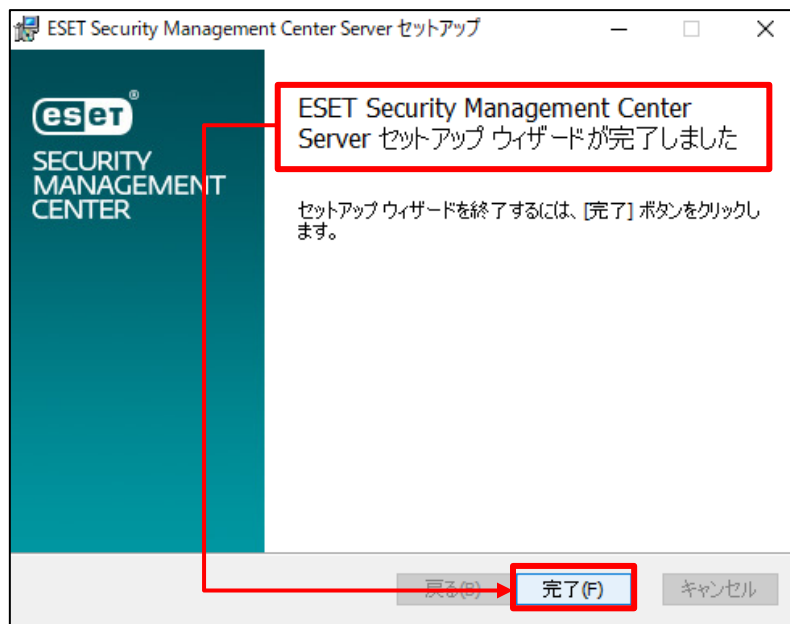 ESET Security Management Center Server セットアップ
eset®
SECURITY
MANAGEMENT
CENTER
ESET Security Management Center
Server セットアップ ウィザードが完了しました
セットアップ ウィザードを終了するには、[完了] ボタンをクリックし
ます。
戻る(B)
完了(F)
キャンセル